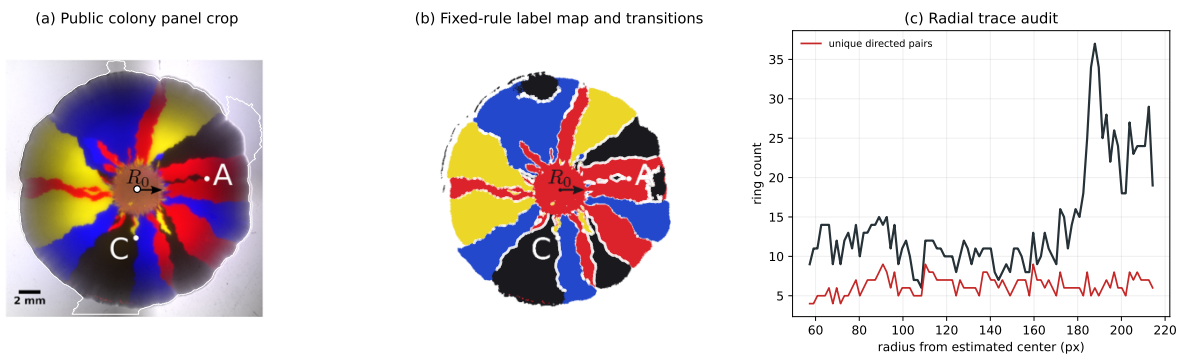 (a) Public colony panel crop
R0
A
C
2 mm
(b) Fixed-rule label map and transitions
R0
A
C
(c) Radial trace audit
unique directed pairs
ring count
35
30
25
20
15
10
5
60 80 100 120 140 160 180 200 220
radius from estimated center (px)